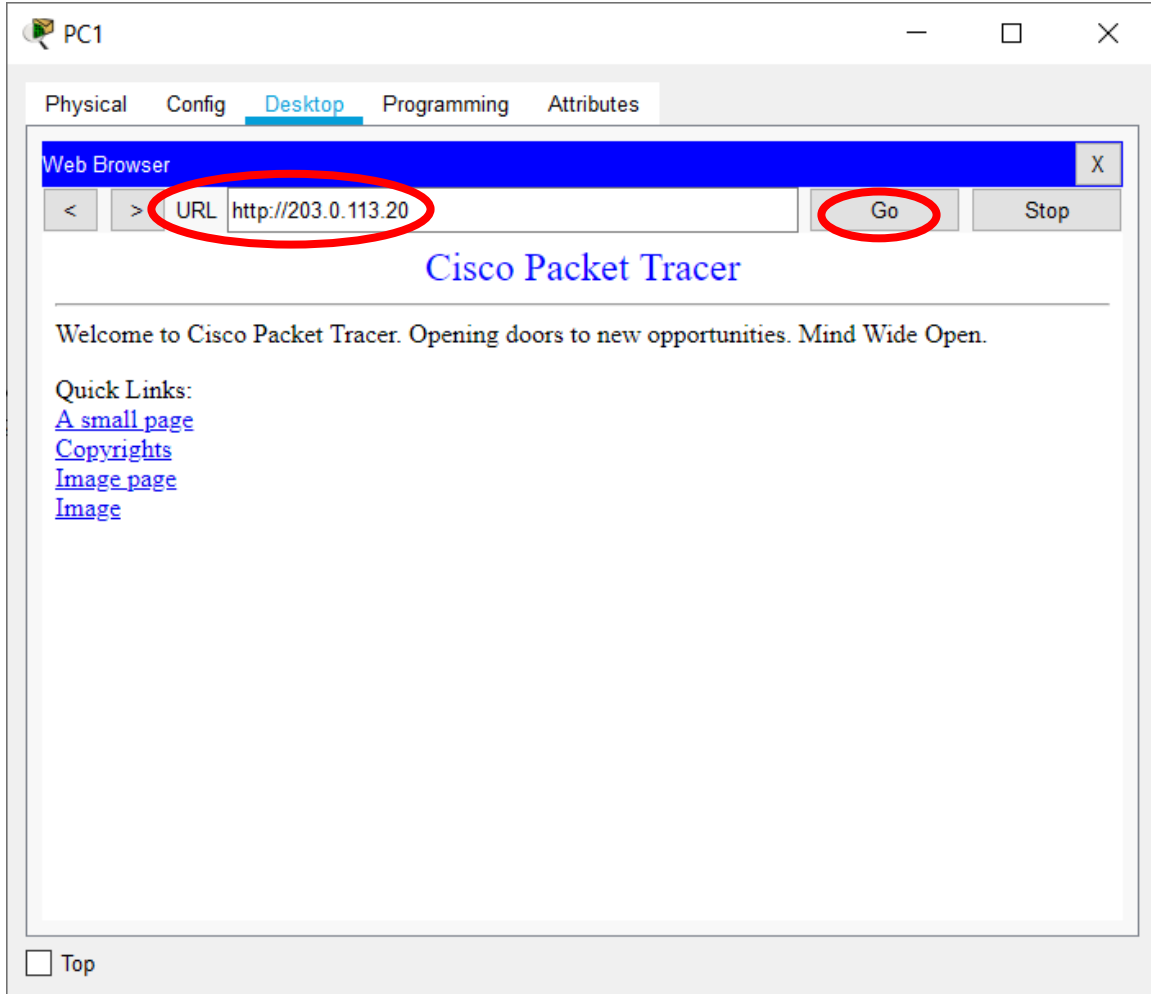 PC1
Physical Config Desktop Programming Attributes
Web Browser X
< > URL http://203.0.113.20 Go Stop
Cisco Packet Tracer
Welcome to Cisco Packet Tracer. Opening doors to new opportunities. Mind Wide Open.
Quick Links:
A small page
Copyrights
Image page
Image
Top